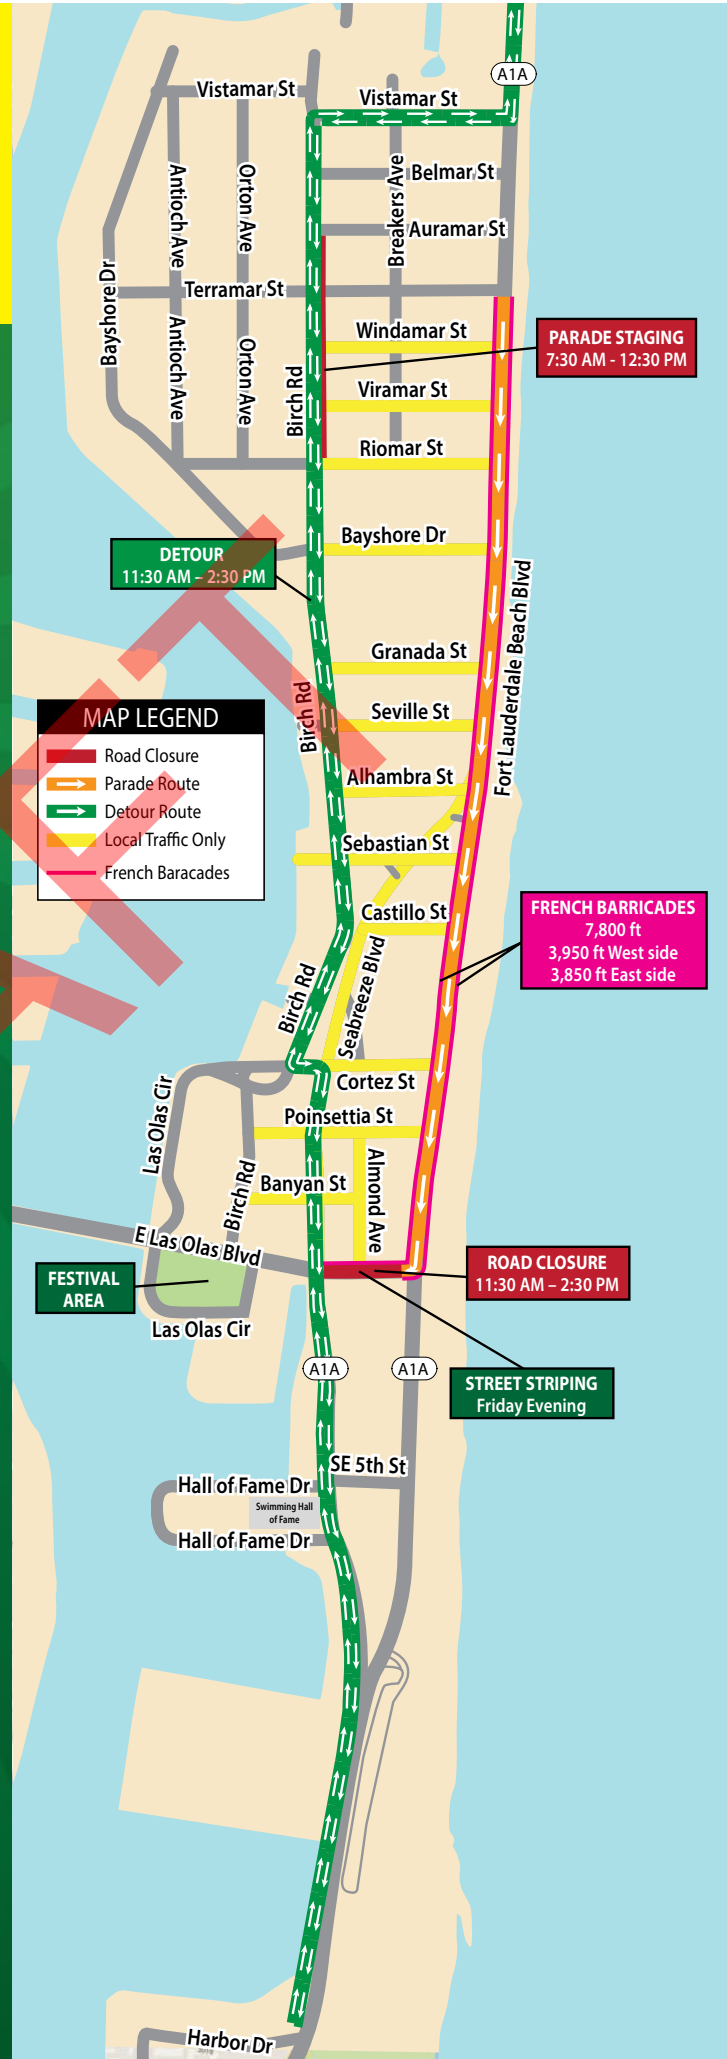 A1A
Vistamar St
Vistamar St
Belmar St
Antioch Ave
Orton Ave
Breakers Ave
Auramar St
Bayshore Dr
Terramar St
Windamar St
PARADE STAGING
7:30 AM - 12:30 PM
Antioch Ave
Orton Ave
Birch Rd
Viramar St
Riomar St
Bayshore Dr
DETOUR
11:30 AM – 2:30 PM
Fort Lauderdale Beach Blvd
Granada St
Birch Rd
Seville St
MAP LEGEND
Road Closure
Parade Route
Detour Route
Local Traffic Only
French Baracades
Alhambra St
Sebastian St
Castillo St
FRENCH BARRICADES
7,800 ft
3,950 ft West side
3,850 ft East side
Birch Rd
Seabreeze Blvd
Cortez St
Las Olas Cir
Poinsettia St
Birch Rd
Banyan St
Almond Ave
E Las Olas Blvd
ROAD CLOSURE
11:30 AM – 2:30 PM
FESTIVAL
AREA
Las Olas Cir
A1A
A1A
STREET STRIPING
Friday Evening
SE 5th St
Hall of Fame Dr
Swimming Hall
of Fame
Hall of Fame Dr
Harbor Dr